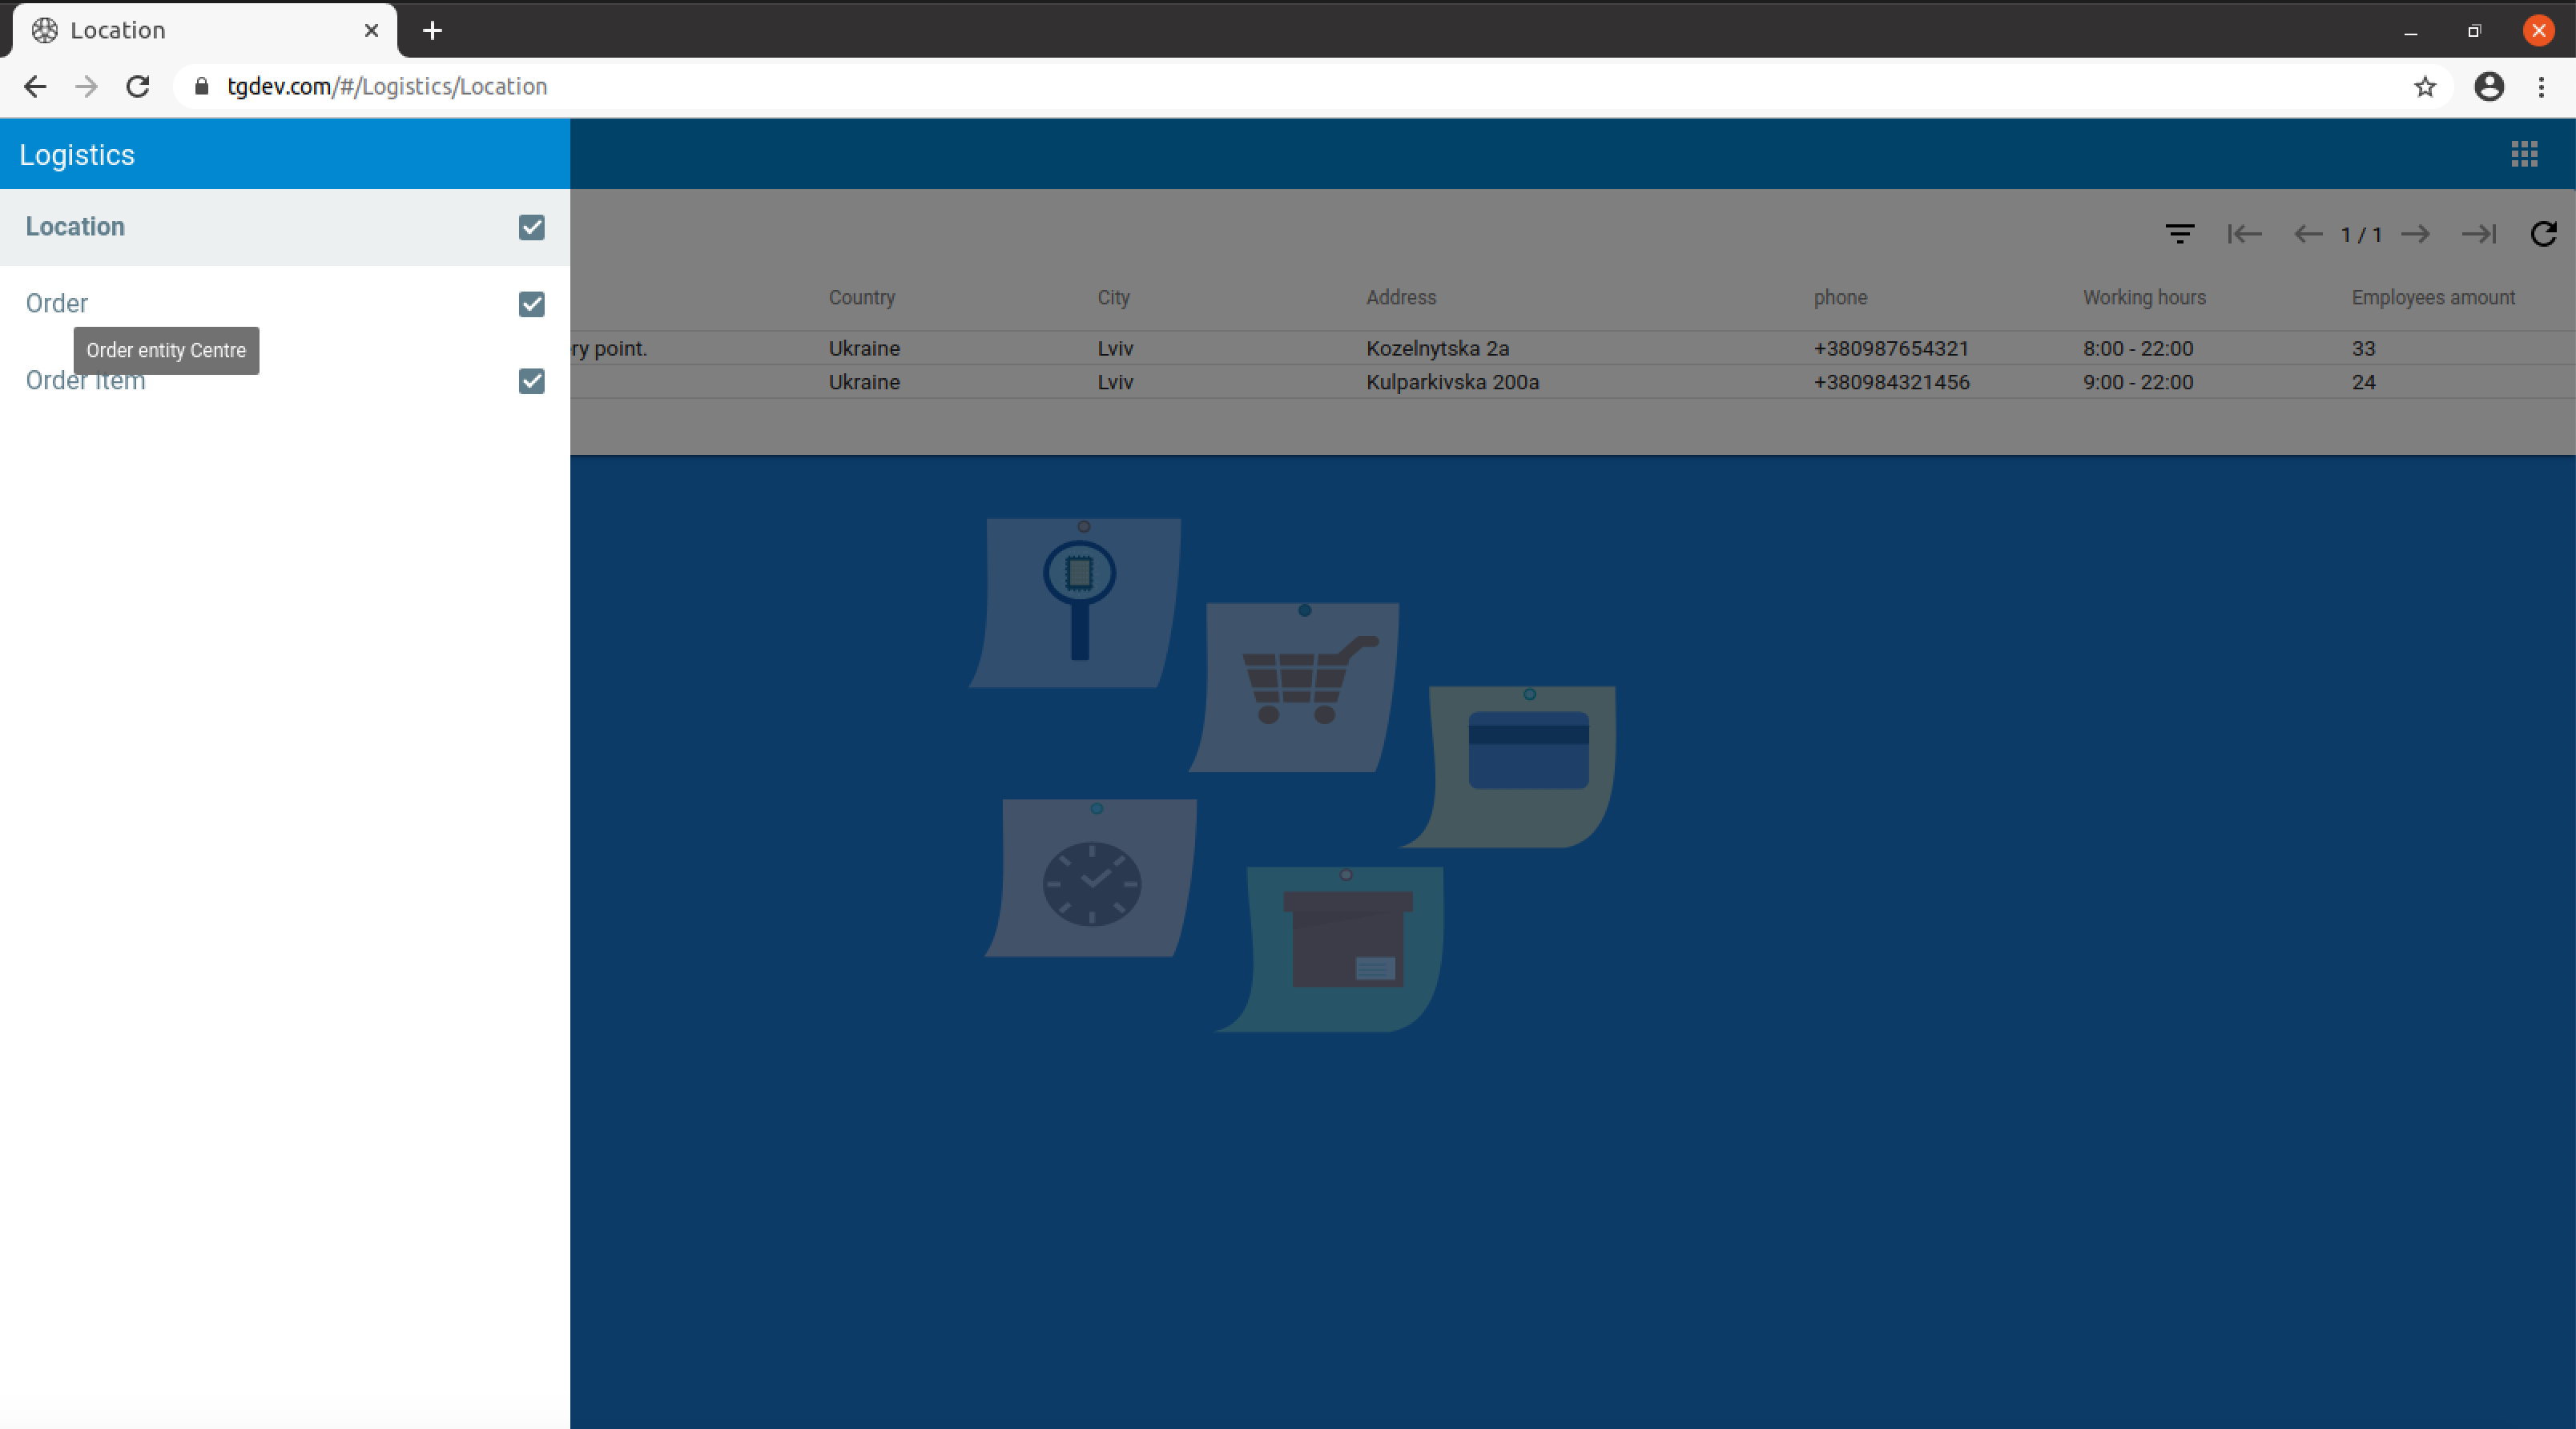 Location
tgdev.com/#/Logistics/Location
Logistics
Location
Order
Order entity Centre
Order Item
1 / 1
Country City Address phone Working hours Employees amount
ry point. Ukraine Lviv Kozelnytska 2a +380987654321 8:00 - 22:00 33
Ukraine Lviv Kulparkivska 200a +380984321456 9:00 - 22:00 24